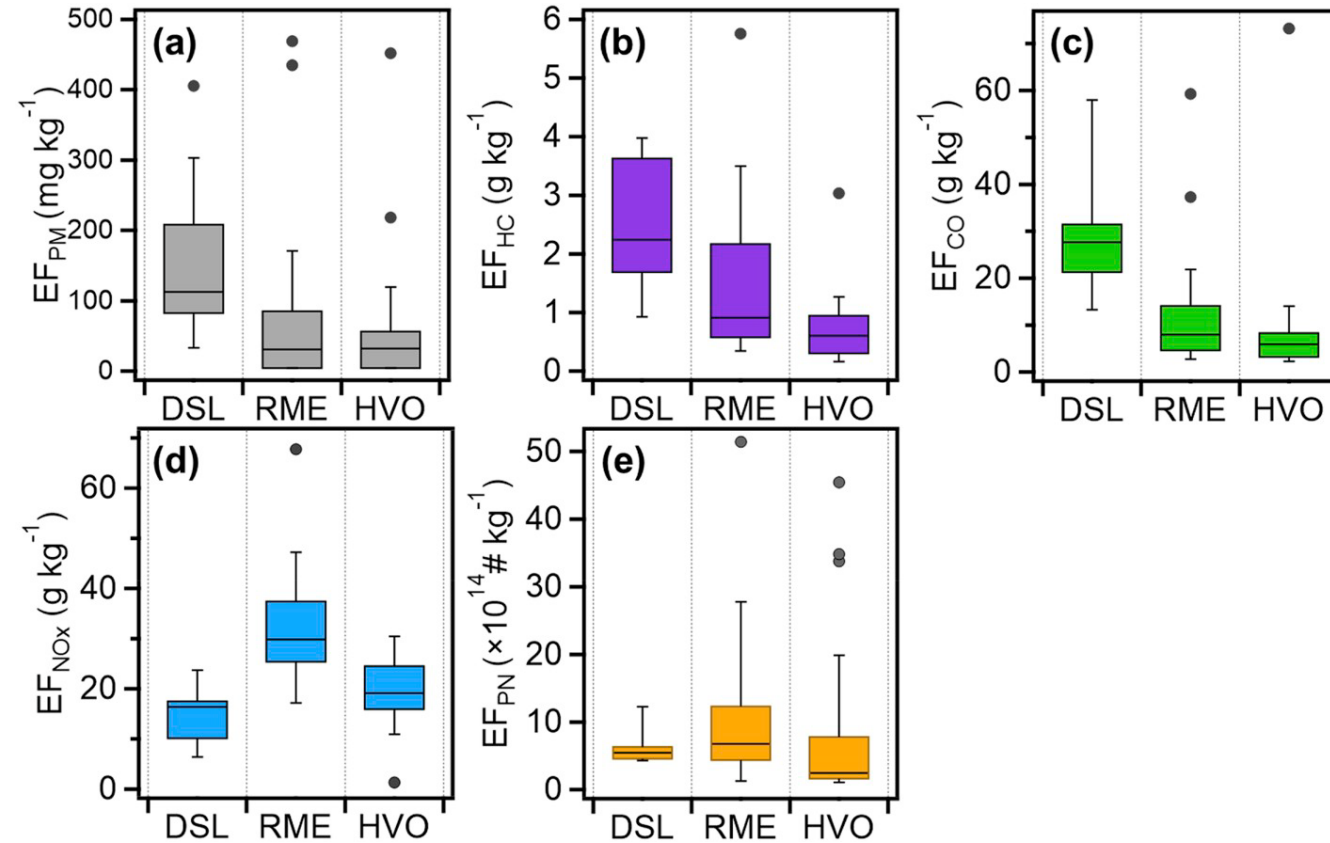 (a)
EF_PM (mg kg⁻¹)
500
400
300
200
100
0
DSL RME HVO
(b)
EF_HC (g kg⁻¹)
6
5
4
3
2
1
0
DSL RME HVO
(c)
EF_CO (g kg⁻¹)
60
40
20
0
DSL RME HVO
(d)
EF_NOx (g kg⁻¹)
60
40
20
0
DSL RME HVO
(e)
EF_PN (×10¹⁴# kg⁻¹)
50
40
30
20
10
0
DSL RME HVO